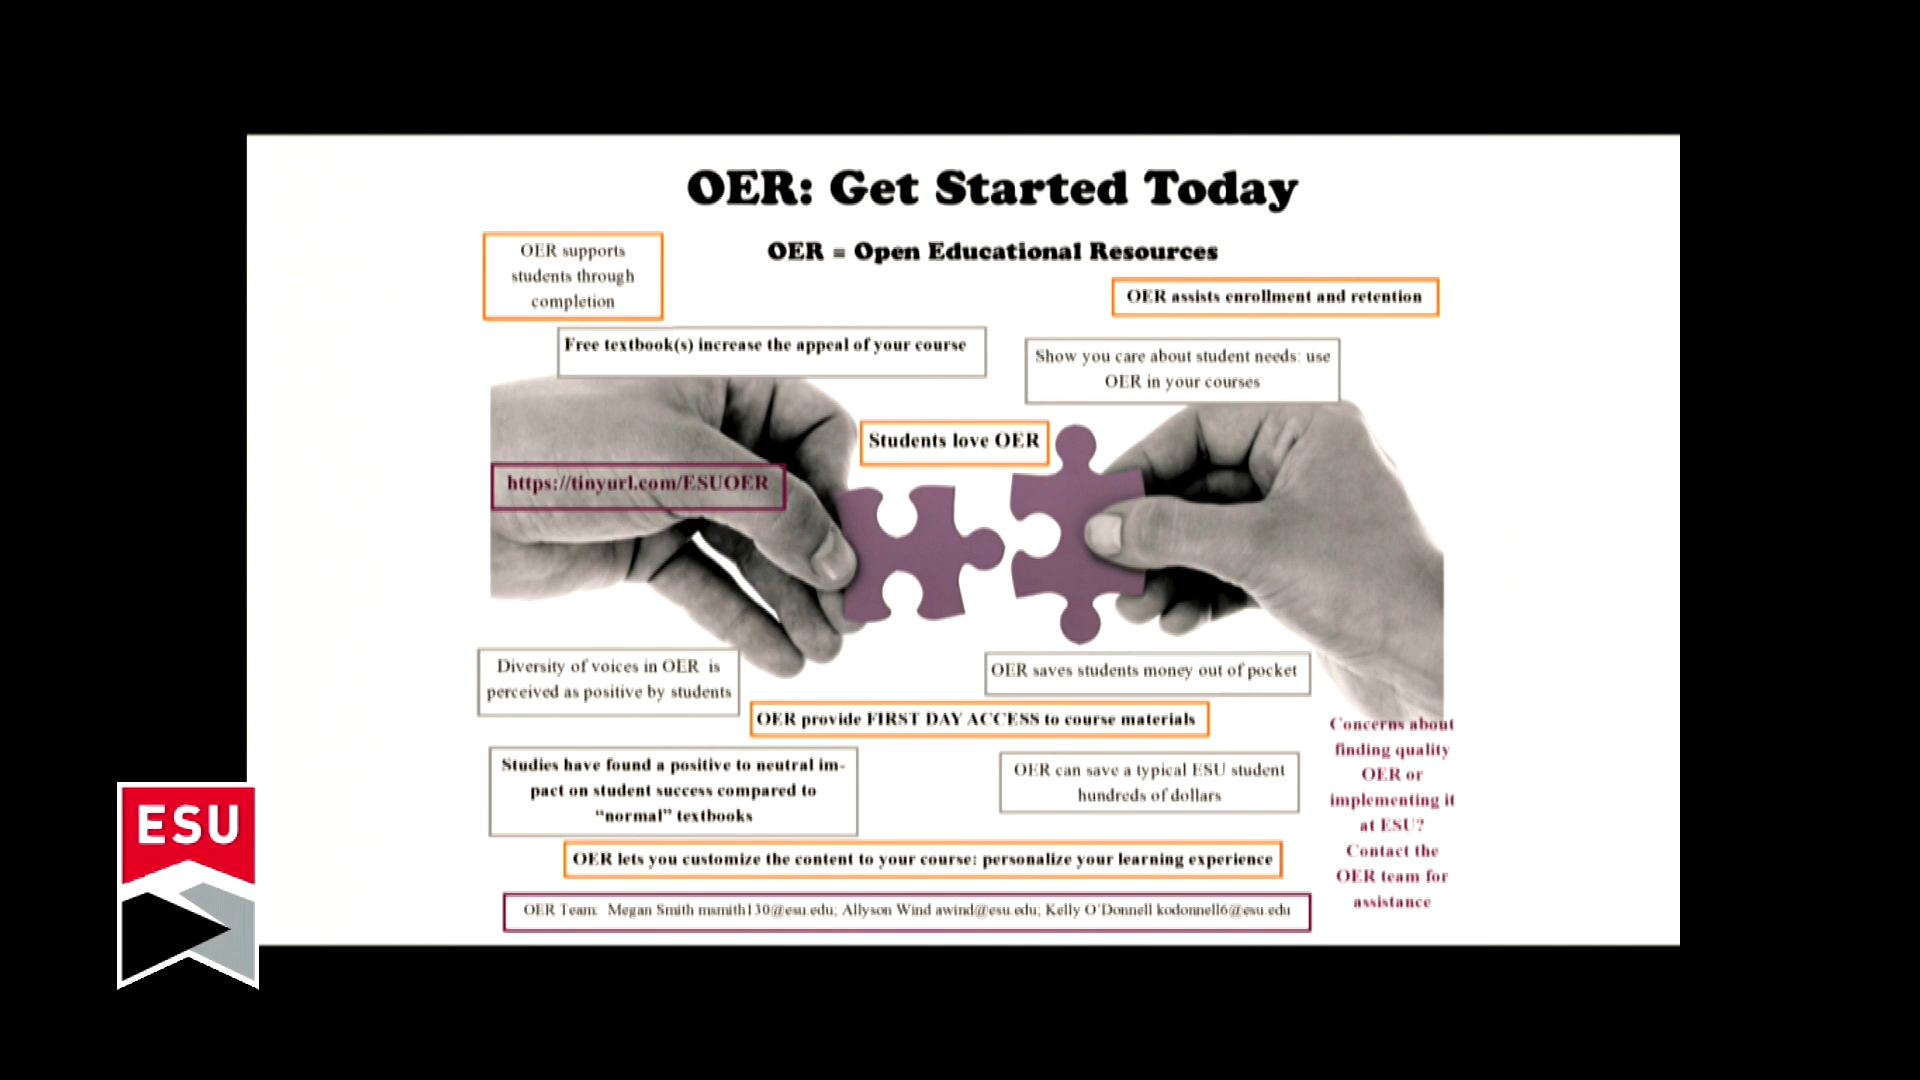 OER: Get Started Today
OER = Open Educational Resources
OER supports
students through
completion
OER assists enrollment and retention
Free textbook(s) increase the appeal of your course
Show you care about student needs: use
OER in your courses
Students love OER
https://tinyurl.com/ESUOER
Diversity of voices in OER is
perceived as positive by students
OER saves students money out of pocket
OER provide FIRST DAY ACCESS to course materials
Studies have found a positive to neutral im-
pact on student success compared to
“normal” textbooks
OER can save a typical ESU student
hundreds of dollars
Concerns about
finding quality
OER or
implementing it
at ESU?
Contact the
OER team for
assistance
OER lets you customize the content to your course: personalize your learning experience
OER Team: Megan Smith msmith130@esu.edu; Allyson Wind awind@esu.edu; Kelly O'Donnell kodonnell6@esu.edu
ESU